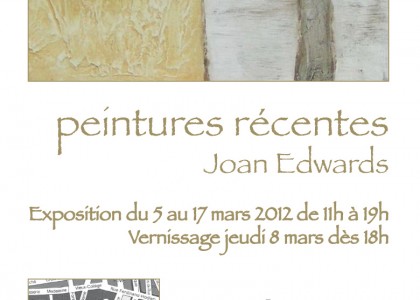 peintures récentes
Joan Edwards
Exposition du 5 au 17 mars 2012 de 11h à 19h
Vernissage jeudi 8 mars dès 18h